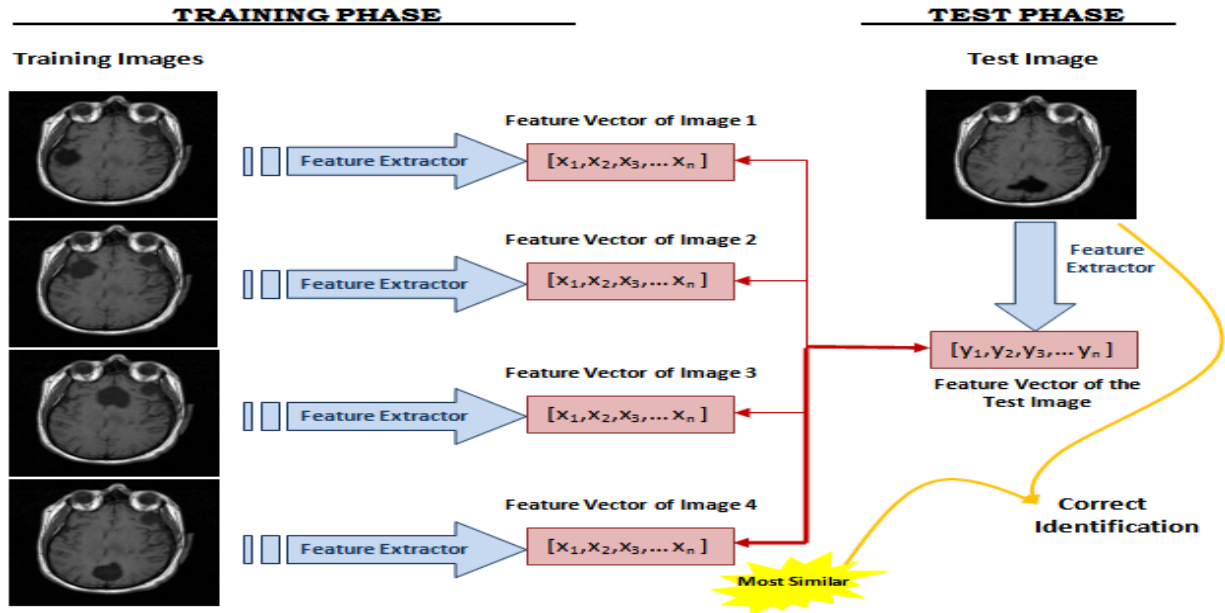 TRAINING PHASE
TEST PHASE
Training Images
Test Image
Feature Extractor
Feature Vector of Image 1
[x₁,x₂,x₃,... xₙ ]
Feature Extractor
Feature Vector of Image 2
[x₁,x₂,x₃,... xₙ ]
Feature Extractor
Feature Vector of Image 3
[x₁,x₂,x₃,... xₙ ]
Feature Extractor
Feature Vector of Image 4
[x₁,x₂,x₃,... xₙ ]
Feature
Extractor
[y₁,y₂,y₃,... yₙ ]
Feature Vector of the
Test Image
Most Similar
Correct
Identification